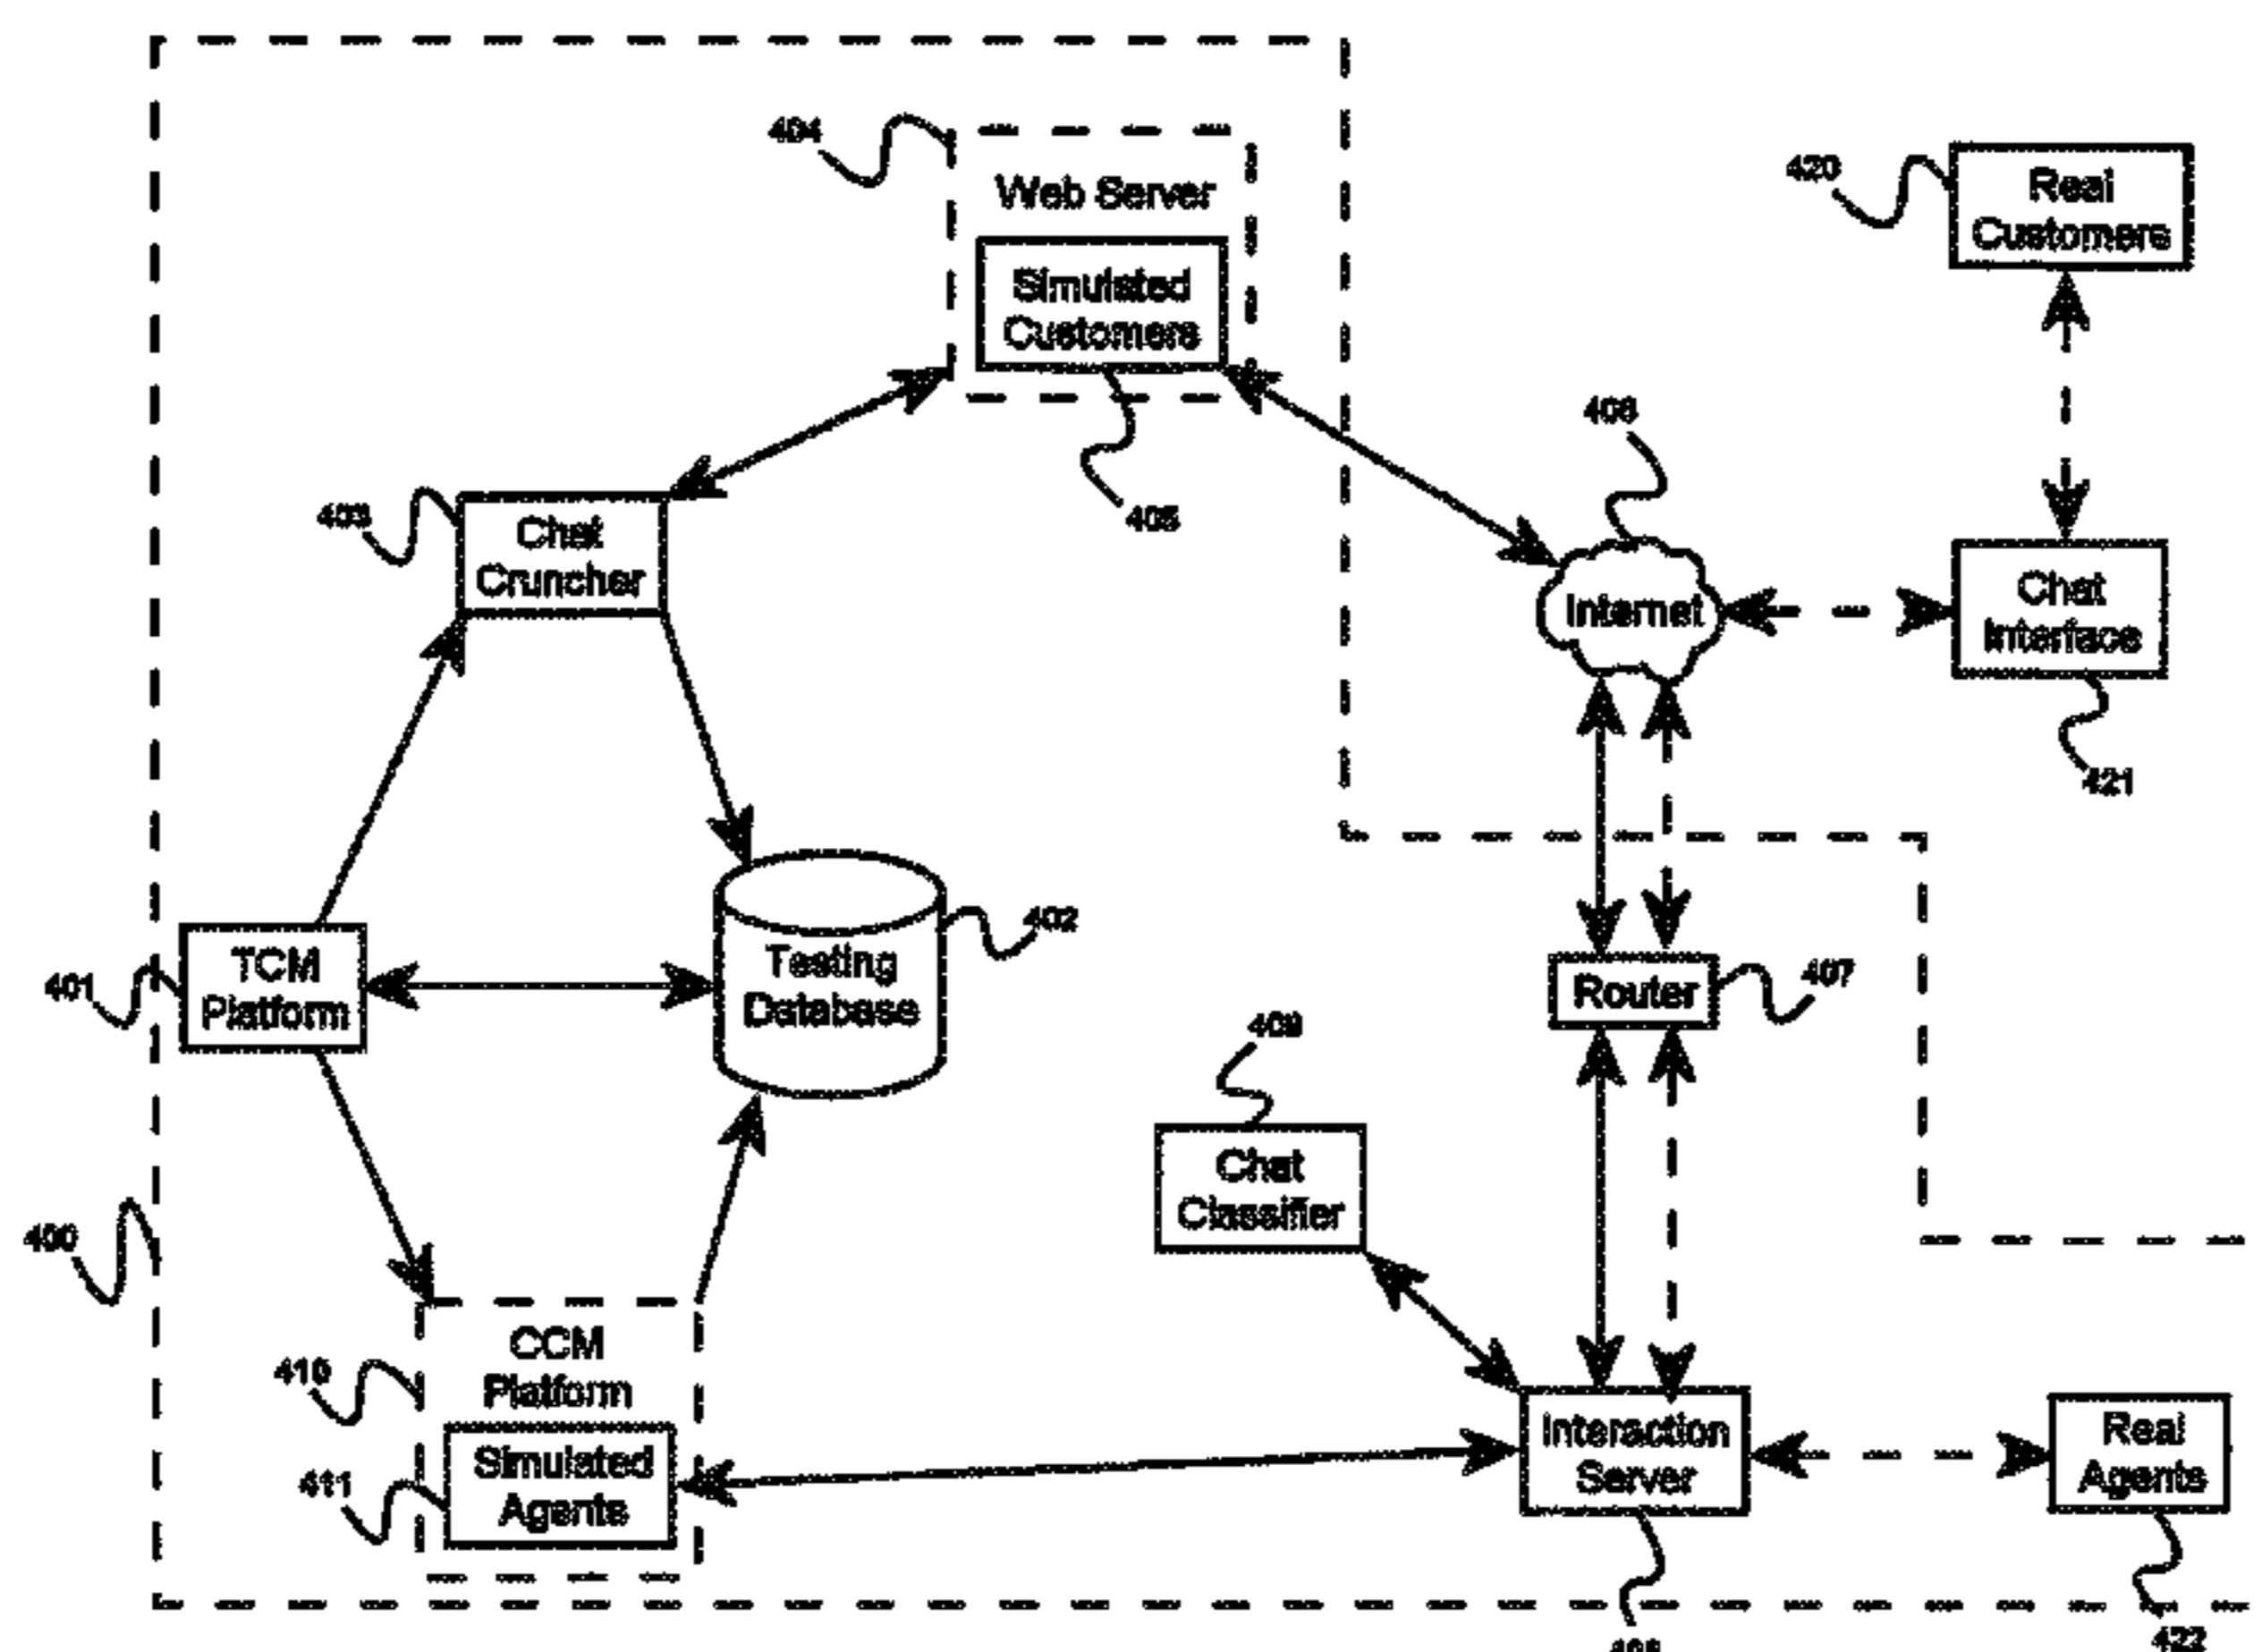 404
Web Server
420
Real
Customers
Simulated
Customers
403
Chat
Cruncher
405
Internet
Chat
Interface
421
401
TCM
Platform
Testing
Database
402
Router
407
409
Chat
Classifier
400
CCM
Platform
410
Simulated
Agents
411
Interaction
Server
Real
Agents
422